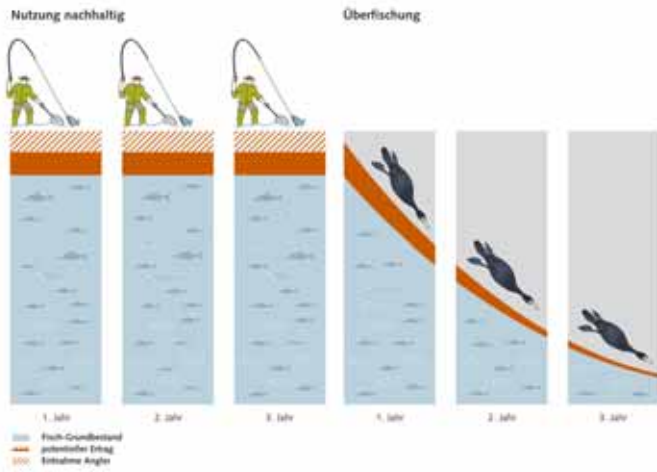 Nutzung nachhaltig
Überfischung
1. Jahr
2. Jahr
3. Jahr
1. Jahr
2. Jahr
3. Jahr
Fisch-Grundbestand
potentieller Ertrag
Entnahme Angler